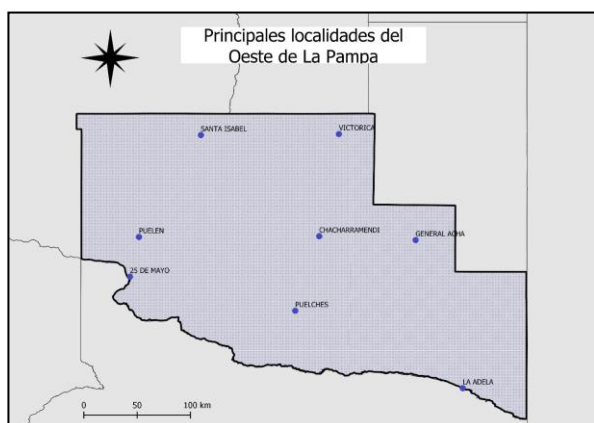 Principales localidades del
Oeste de La Pampa
SANTA ISABEL
VICTORICA
PUELEN
CHACHARRAMENDI
GENERAL ACHA
25 DE MAYO
PUELCHES
LA ADELA
0 50 100 km